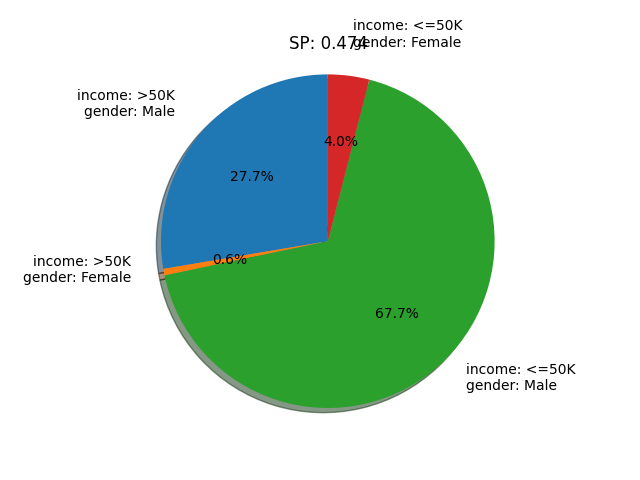 income: <=50K
gender: Female
SP: 0.474
income: >50K
gender: Male
4.0%
27.7%
income: >50K
gender: Female
0.6%
67.7%
income: <=50K
gender: Male